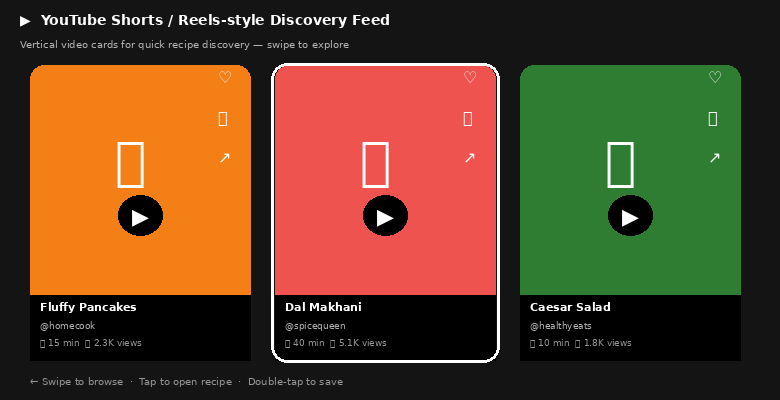 ▶ YouTube Shorts / Reels-style Discovery Feed
Vertical video cards for quick recipe discovery — swipe to explore
Fluffy Pancakes
@homecook
15 min 2.3K views
Dal Makhani
@spicequeen
40 min 5.1K views
Caesar Salad
@healthyeats
10 min 1.8K views
← Swipe to browse · Tap to open recipe · Double-tap to save